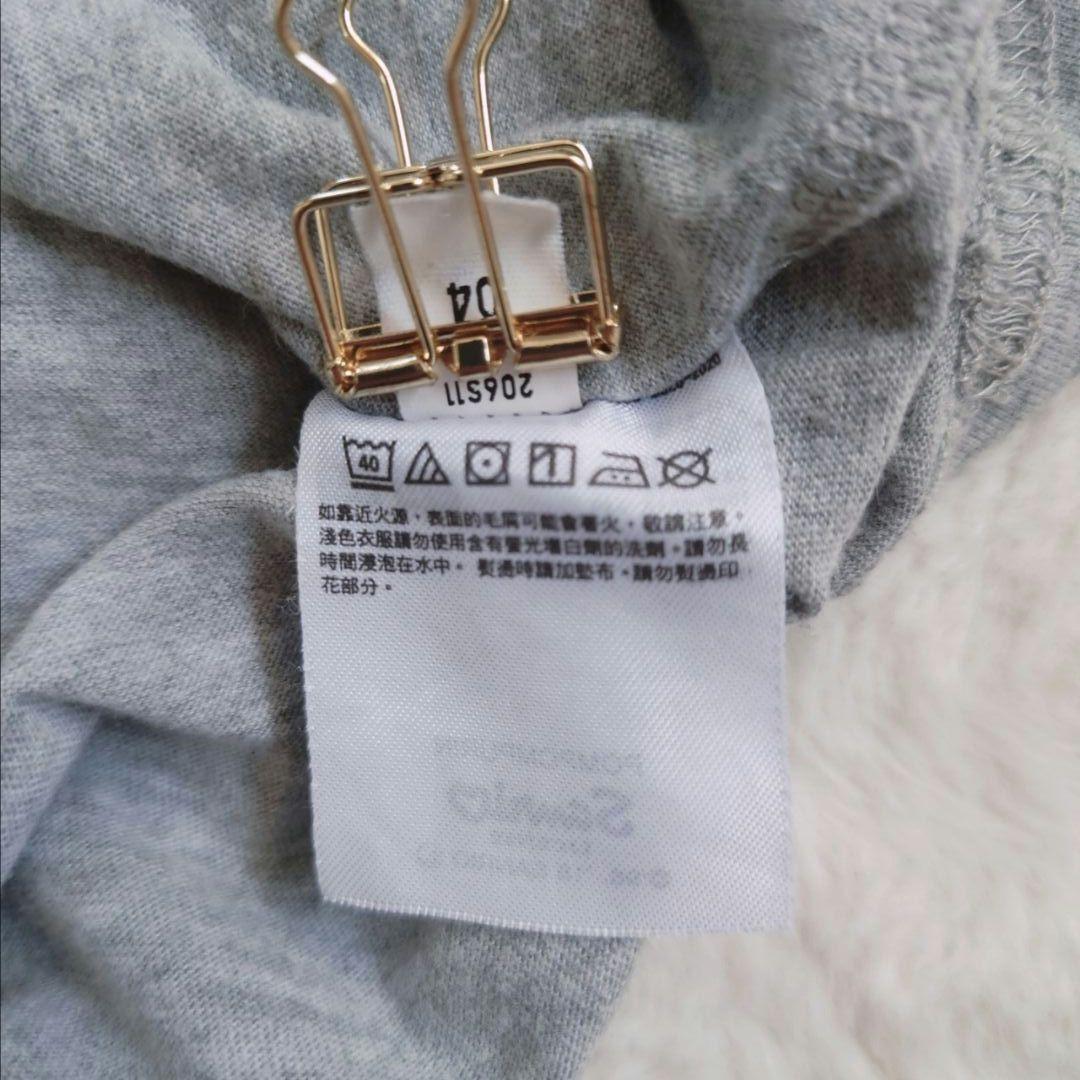 04
206S11
40
如靠近火源，表面的毛屑可能會著火，敬請注意。
淺色衣服請勿使用含有螢光增白劑的洗劑。請勿長
時間浸泡在水中。 熨燙時請加墊布。請勿熨燙印
花部分。